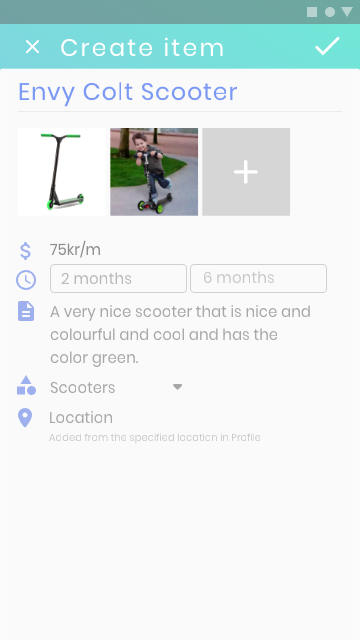 Create item
Envy Colt Scooter
75kr/m
2 months
6 months
A very nice scooter that is nice and
colourful and cool and has the
color green.
Scooters
Location
Added from the specified location in Profile